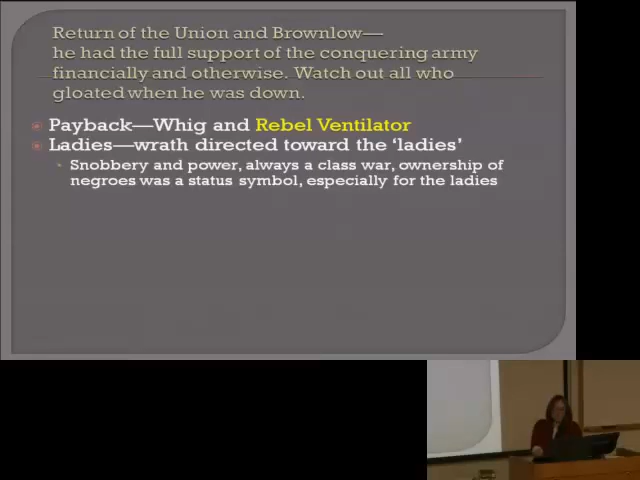 Return of the Union and Brownlow—
he had the full support of the conquering army
financially and otherwise. Watch out all who
gloated when he was down.
Payback—Whig and Rebel Ventilator
Ladies—wrath directed toward the 'ladies'
Snobbery and power, always a class war, ownership of
negroes was a status symbol, especially for the ladies